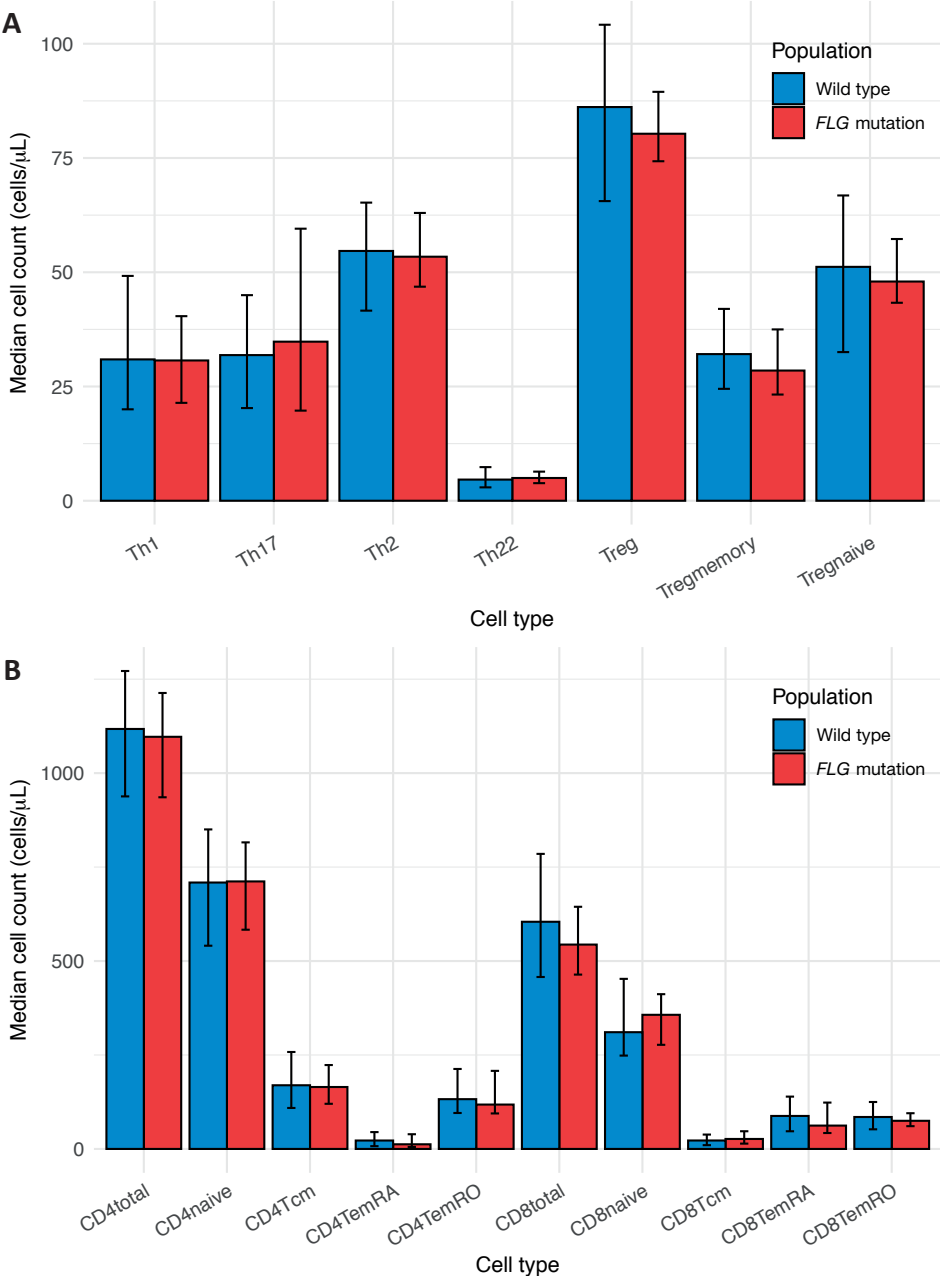 A
Median cell count (cells/μL)
100
75
50
25
0
Population
Wild type
FLG mutation
Th1
Th17
Th2
Th22
Treg
Tregmemory
Tregnaive
Cell type
B
Median cell count (cells/μL)
1000
500
0
Population
Wild type
FLG mutation
CD4total
CD4naive
CD4Tcm
CD4TemRA
CD4TemRO
CD8total
CD8naive
CD8Tcm
CD8TemRA
CD8TemRO
Cell type